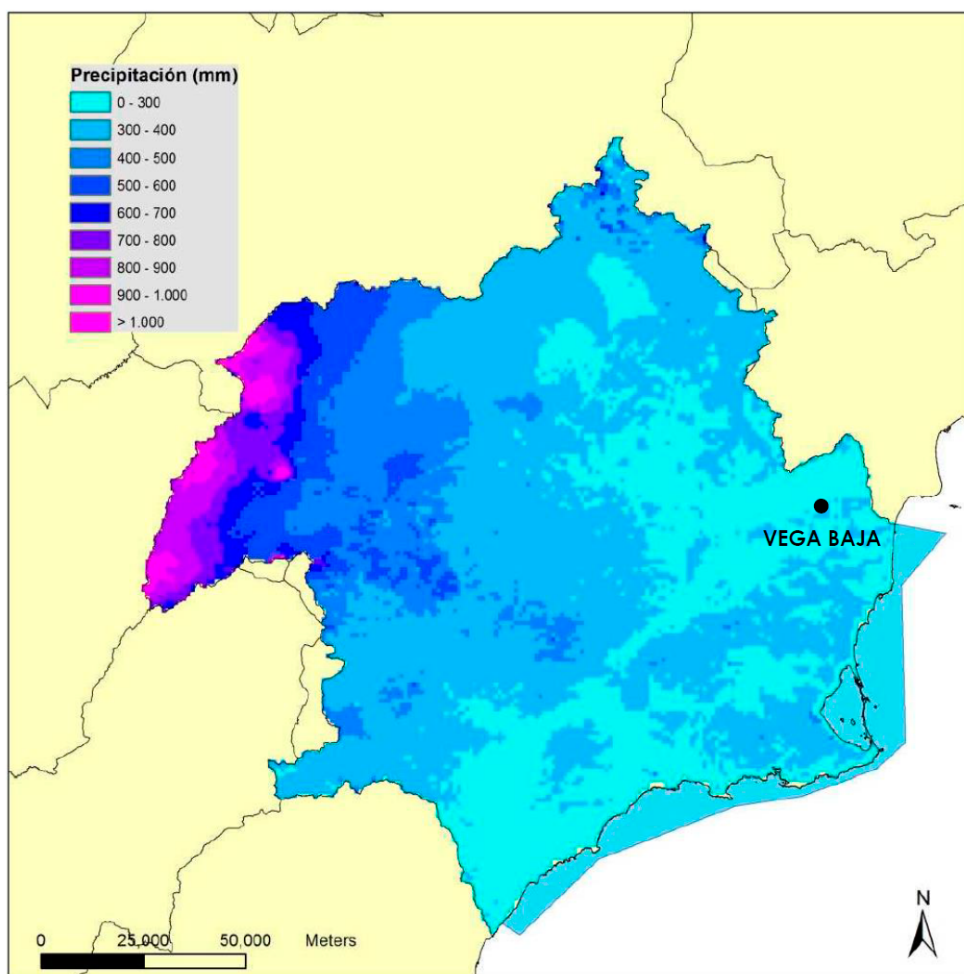 Precipitación (mm)
0 - 300
300 - 400
400 - 500
500 - 600
600 - 700
700 - 800
800 - 900
900 - 1.000
> 1.000
VEGA BAJA
N
0 25,000 50,000 Meters